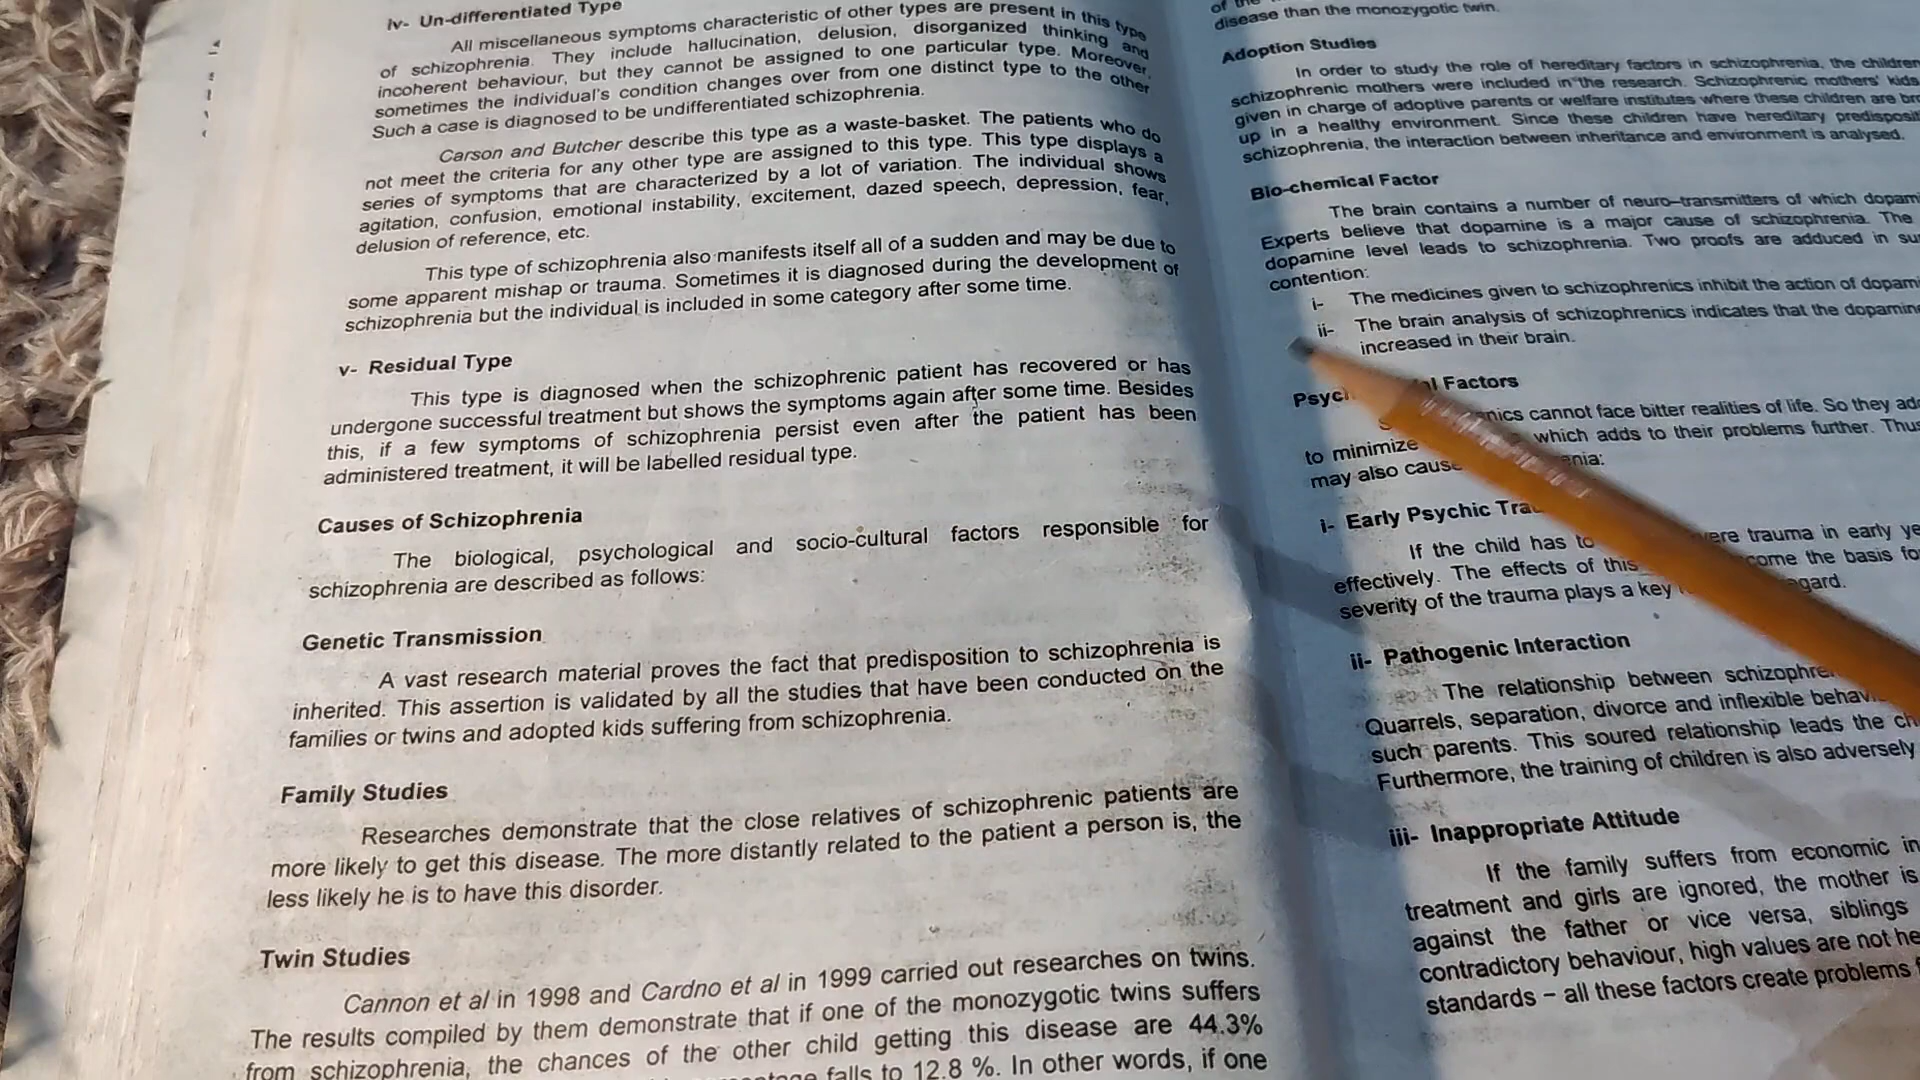 iv- Un-differentiated Type
All miscellaneous symptoms characteristic of other types are present in this type
of schizophrenia. They include hallucination, delusion, disorganized thinking and
incoherent behaviour, but they cannot be assigned to one particular type. Moreover,
sometimes the individual's condition changes over from one distinct type to the other
Such a case is diagnosed to be undifferentiated schizophrenia.
Carson and Butcher describe this type as a waste-basket. The patients who do
not meet the criteria for any other type are assigned to this type. This type displays a
series of symptoms that are characterized by a lot of variation. The individual shows
agitation, confusion, emotional instability, excitement, dazed speech, depression, fear,
delusion of reference, etc.
This type of schizophrenia also manifests itself all of a sudden and may be due to
some apparent mishap or trauma. Sometimes it is diagnosed during the development of
schizophrenia but the individual is included in some category after some time.
v- Residual Type
This type is diagnosed when the schizophrenic patient has recovered or has
undergone successful treatment but shows the symptoms again after some time. Besides
this, if a few symptoms of schizophrenia persist even after the patient has been
administered treatment, it will be labelled residual type.
Causes of Schizophrenia
The biological, psychological and socio-cultural factors responsible for
schizophrenia are described as follows:
Genetic Transmission
A vast research material proves the fact that predisposition to schizophrenia is
inherited. This assertion is validated by all the studies that have been conducted on the
families or twins and adopted kids suffering from schizophrenia.
Family Studies
Researches demonstrate that the close relatives of schizophrenic patients are
more likely to get this disease. The more distantly related to the patient a person is, the
less likely he is to have this disorder.
Twin Studies
Cannon et al in 1998 and Cardno et al in 1999 carried out researches on twins.
The results compiled by them demonstrate that if one of the monozygotic twins suffers
from schizophrenia, the chances of the other child getting this disease are 44.3%
falls to 12.8 %. In other words, if one
of the
disease than the monozygotic twin.
Adoption Studies
In order to study the role of hereditary factors in schizophrenia, the children
schizophrenic mothers were included in the research. Schizophrenic mothers' kids
given in charge of adoptive parents or welfare institutes where these children are
up in a healthy environment. Since these children have hereditary
schizophrenia, the interaction between inheritance and environment is analysed.
Bio-chemical Factor
The brain contains a number of neuro-transmitters of which
Experts believe that dopamine is a major cause of schizophrenia. The
dopamine level leads to schizophrenia. Two proofs are adduced in
contention:
i- The medicines given to schizophrenics inhibit the action of
ii- The brain analysis of schizophrenics indicates that the dopamine
increased in their brain.
Factors
cannot face bitter realities of life. So they
to minimize which adds to their problems further. Thus
may also cause
i- Early Psychic
If the child has to trauma in early
effectively. The effects of this the basis for
severity of the trauma plays a key
ii- Pathogenic Interaction
The relationship between
Quarrels, separation, divorce and inflexible
such parents. This soured relationship leads the
Furthermore, the training of children is also adversely
iii- Inappropriate Attitude
If the family suffers from economic
treatment and girls are ignored, the mother is
against the father or vice versa, siblings
contradictory behaviour, high values are not
standards – all these factors create problems